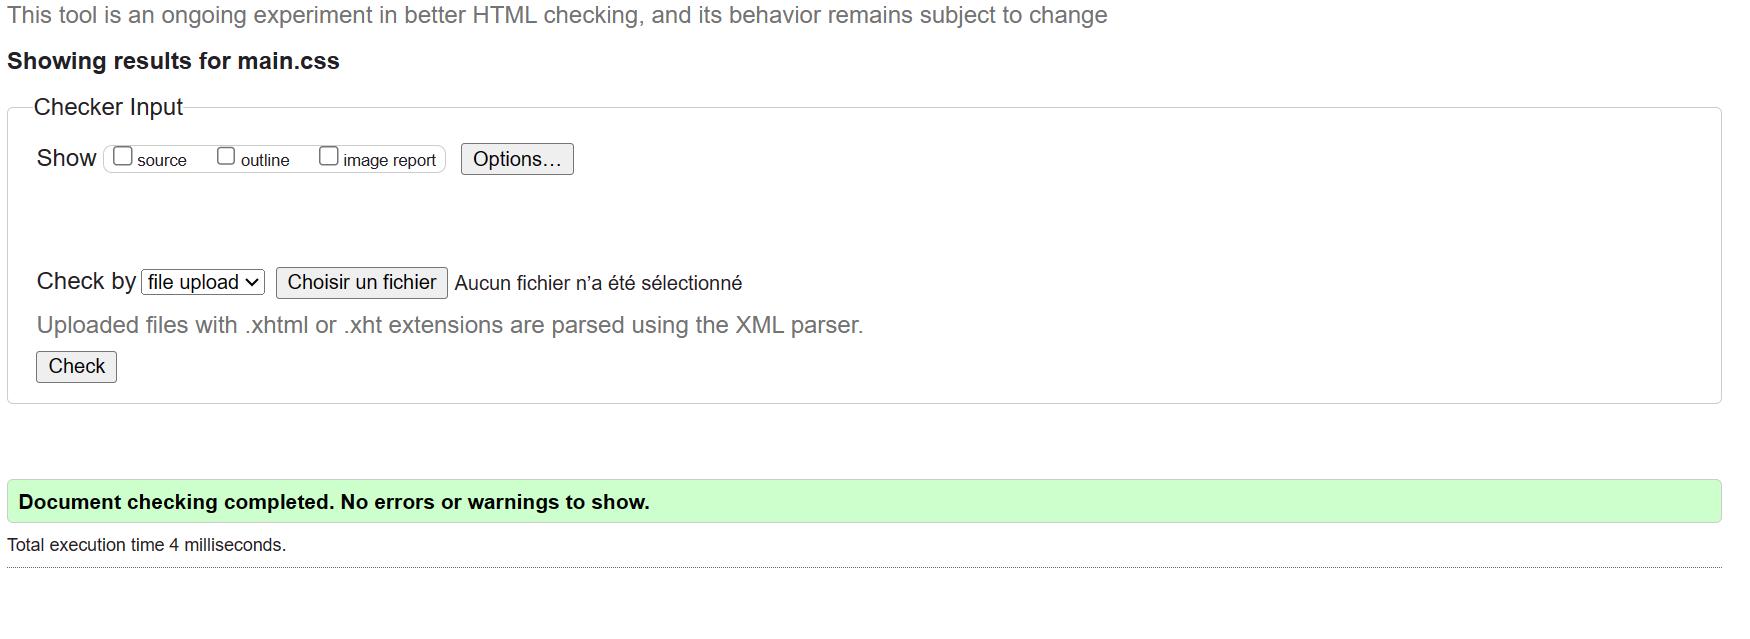 This tool is an ongoing experiment in better HTML checking, and its behavior remains subject to change
Showing results for main.css
Checker Input
Show source outline image report Options...
Check by file upload Choisir un fichier Aucun fichier n’a été sélectionné
Uploaded files with .xhtml or .xht extensions are parsed using the XML parser.
Check
Document checking completed. No errors or warnings to show.
Total execution time 4 milliseconds.